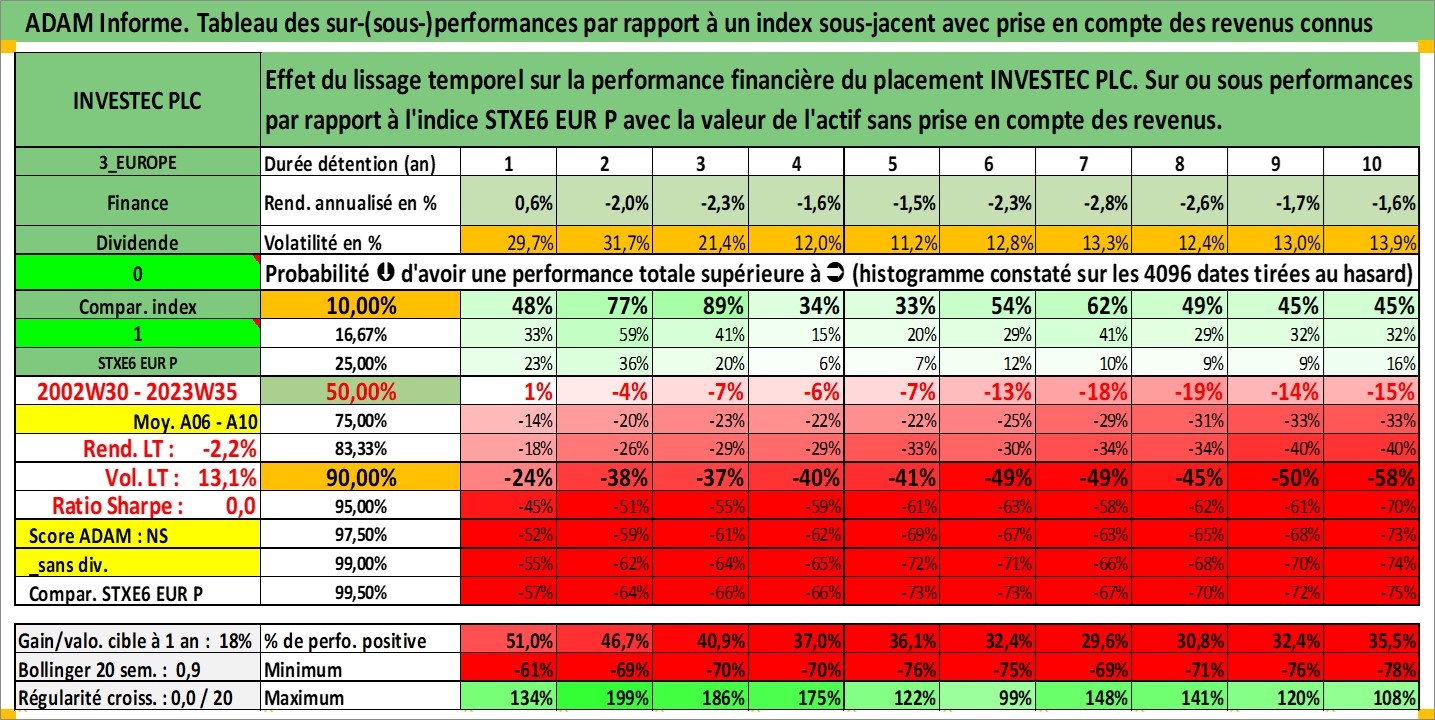 ADAM Informe. Tableau des sur-(sous-)performances par rapport à un index sous-jacent avec prise en compte des revenus connus
INVESTEC PLC
Effet du lissage temporel sur la performance financière du placement INVESTEC PLC. Sur ou sous performances
par rapport à l'indice STXE6 EUR P avec la valeur de l'actif sans prise en compte des revenus.
3_EUROPE Durée détention (an) 1 2 3 4 5 6 7 8 9 10
Finance Rend. annualisé en % 0,6% -2,0% -2,3% -1,6% -1,5% -2,3% -2,8% -2,6% -1,7% -1,6%
Dividende Volatilité en % 29,7% 31,7% 21,4% 12,0% 11,2% 12,8% 13,3% 12,4% 13,0% 13,9%
0 Probabilité ⬇ d'avoir une performance totale supérieure à ➲ (histogramme constaté sur les 4096 dates tirées au hasard)
Compar. index 10,00% 48% 77% 89% 34% 33% 54% 62% 49% 45% 45%
1 16,67% 33% 59% 41% 15% 20% 29% 41% 29% 32% 32%
STXE6 EUR P 25,00% 23% 36% 20% 6% 7% 12% 10% 9% 9% 16%
2002W30 - 2023W35 50,00% 1% -4% -7% -6% -7% -13% -18% -19% -14% -15%
Moy. A06 - A10 75,00% -14% -20% -23% -22% -22% -25% -29% -31% -33% -33%
Rend. LT : -2,2% 83,33% -18% -26% -29% -29% -33% -30% -34% -34% -40% -40%
Vol. LT : 13,1% 90,00% -24% -38% -37% -40% -41% -49% -49% -45% -50% -58%
Ratio Sharpe : 0,0 95,00% -45% -51% -55% -59% -61% -63% -58% -62% -61% -70%
Score ADAM : NS 97,50% -52% -59% -61% -62% -69% -67% -63% -65% -68% -73%
_sans div. 99,00% -55% -62% -64% -65% -72% -71% -66% -68% -70% -74%
Compar. STXE6 EUR P 99,50% -57% -64% -66% -66% -73% -73% -67% -70% -72% -75%
Gain/valo. cible à 1 an : 18% % de perfo. positive 51,0% 46,7% 40,9% 37,0% 36,1% 32,4% 29,6% 30,8% 32,4% 35,5%
Bollinger 20 sem. : 0,9 Minimum -61% -69% -70% -70% -76% -75% -69% -71% -76% -78%
Régularité croiss. : 0,0 / 20 Maximum 134% 199% 186% 175% 122% 99% 148% 141% 120% 108%